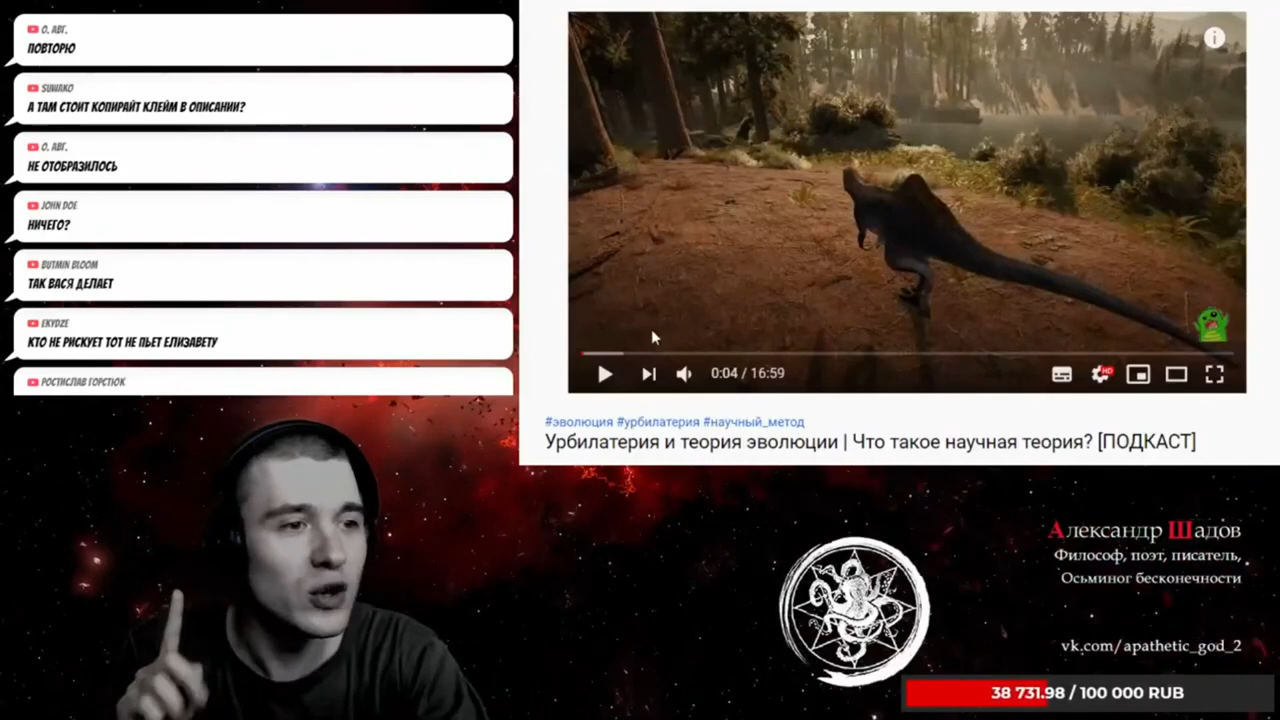 О. АВГ.
ПОВТОРЮ
SUWAKO
А ТАМ СТОИТ КОПИРАЙТ КЛЕЙМ В ОПИСАНИИ?
О. АВГ.
НЕ ОТОБРАЗИЛОСЬ
JOHN DOE
НИЧЕГО?
BUTMIN BLOOM
ТАК ВАСЯ ДЕЛАЕТ
EKYDZE
КТО НЕ РИСКУЕТ ТОТ НЕ ПЬЕТ ЕЛИЗАВЕТУ
РОСТИСЛАВ ГОРСТЮК
0:04 / 16:59
HD
#эволюция #урбилатерия #научный_метод
Урбилатерия и теория эволюции | Что такое научная теория? [ПОДКАСТ]
Александр Шадов
Философ, поэт, писатель,
Осьминог бесконечности
vk.com/apathetic_god_2
38 731.98 / 100 000 RUB